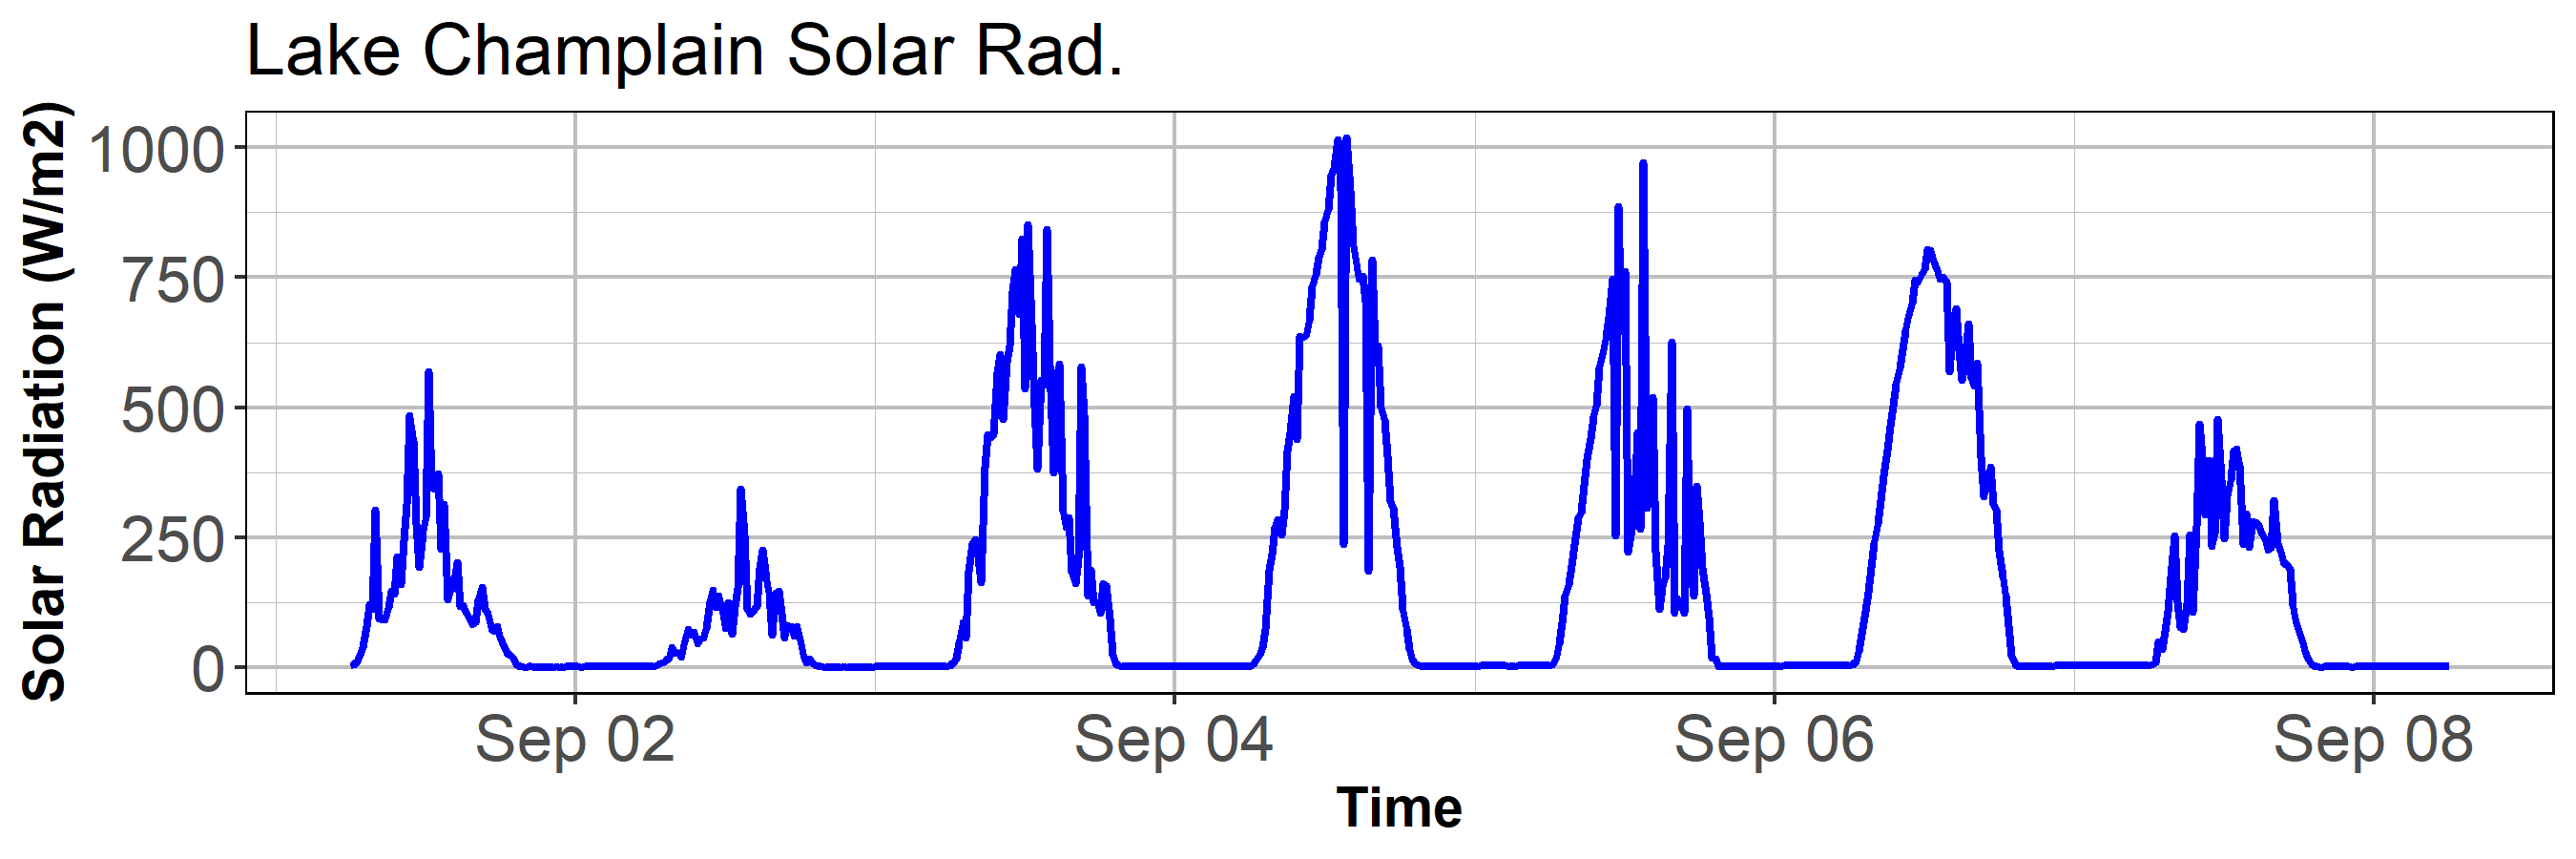 Lake Champlain Solar Rad.
Solar Radiation (W/m2)
1000
750
500
250
0
Sep 02
Sep 04
Sep 06
Sep 08
Time